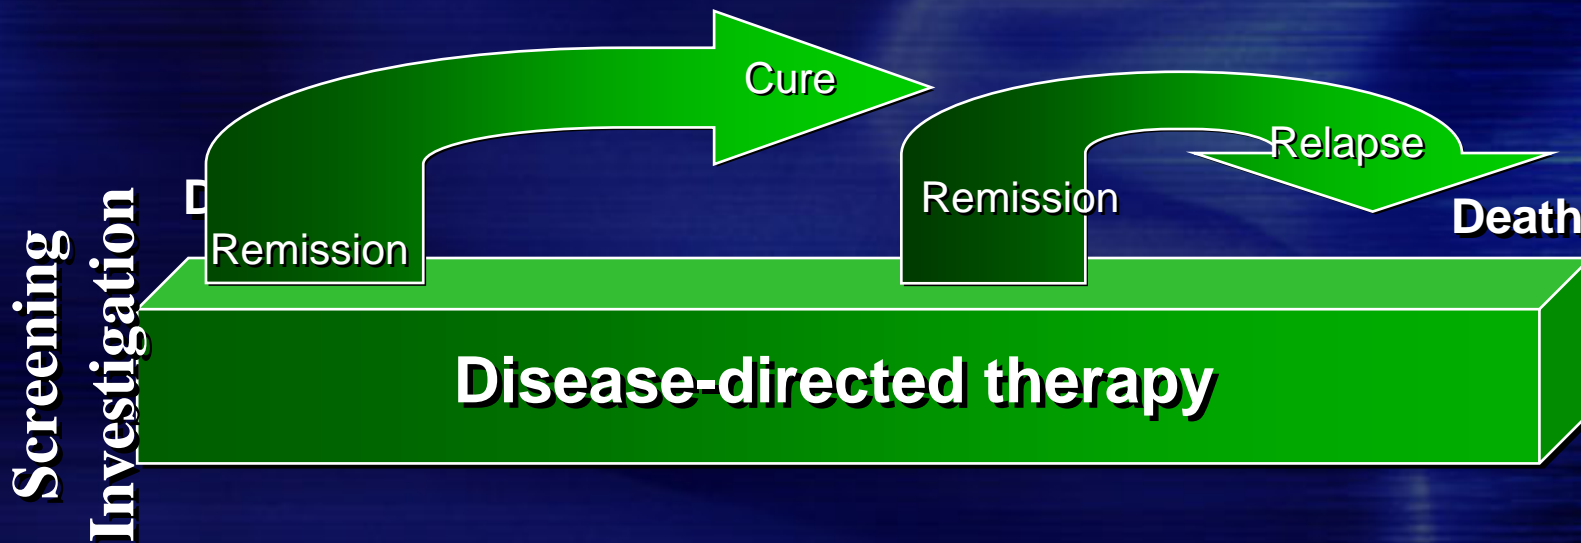 Cure
Relapse
D
Remission
Remission
Death
Screening
Investigation
Disease-directed therapy